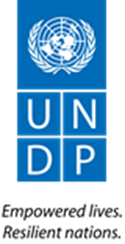 U N
D P
Empowered lives.
Resilient nations.